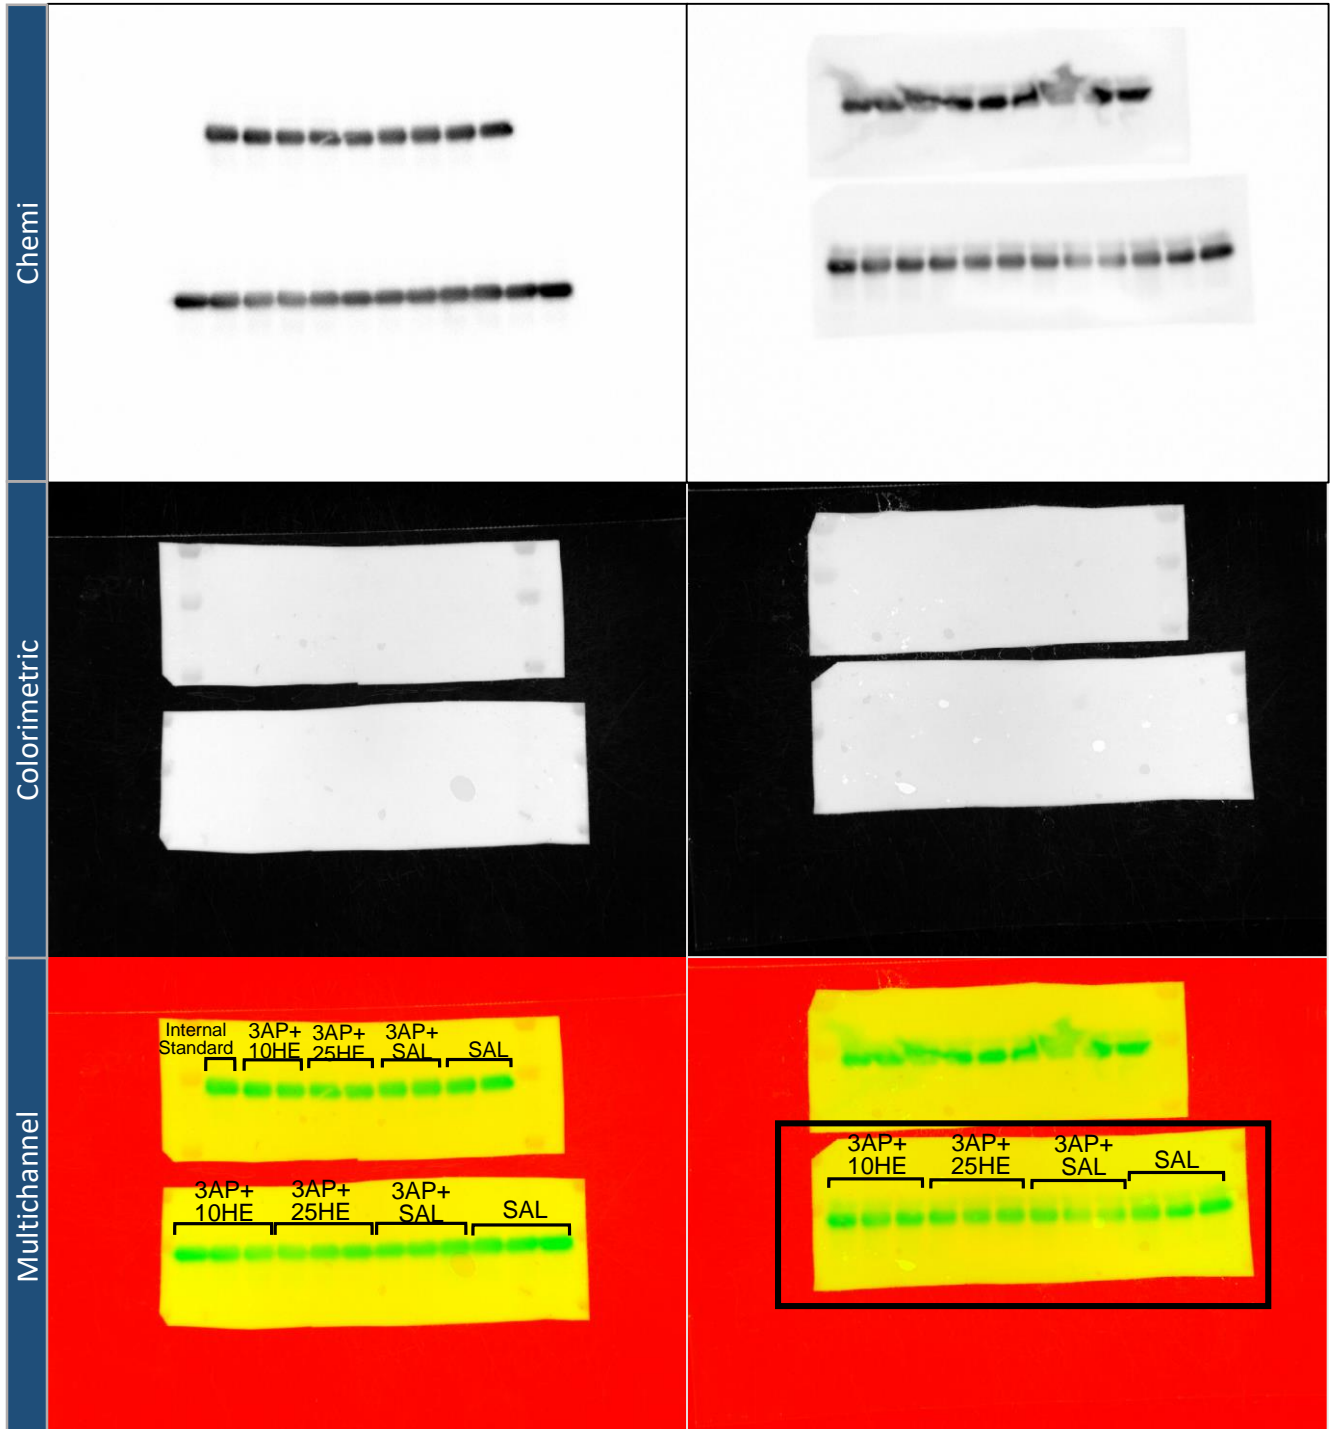 Chemi
Colorimetric
Multichannel
Internal
Standard
3AP+
10HE
3AP+
25HE
3AP+
SAL
SAL
3AP+
10HE
3AP+
25HE
3AP+
SAL
SAL
3AP+
10HE
3AP+
25HE
3AP+
SAL
SAL